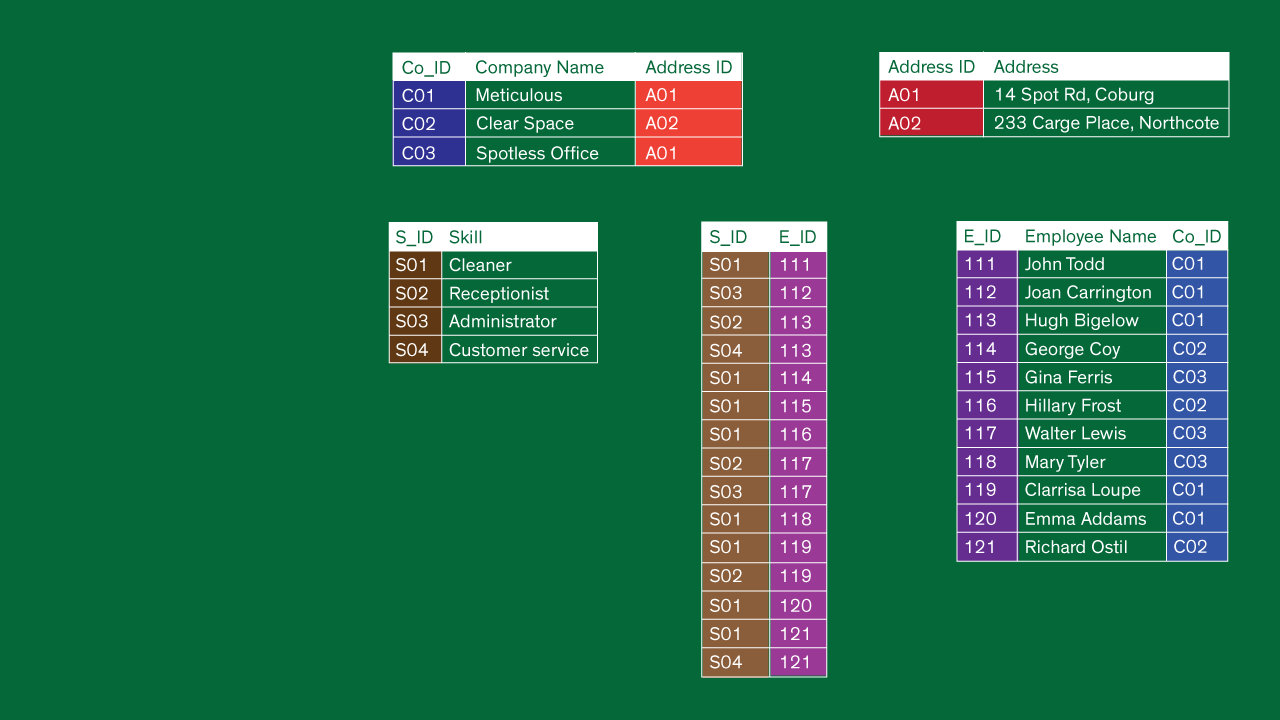 Co_ID Company Name Address ID
C01 Meticulous A01
C02 Clear Space A02
C03 Spotless Office A01
Address ID Address
A01 14 Spot Rd, Coburg
A02 233 Carge Place, Northcote
S_ID Skill
S01 Cleaner
S02 Receptionist
S03 Administrator
S04 Customer service
S_ID E_ID
S01 111
S03 112
S02 113
S04 113
S01 114
S01 115
S01 116
S02 117
S03 117
S01 118
S01 119
S02 119
S01 120
S01 121
S04 121
E_ID Employee Name Co_ID
111 John Todd C01
112 Joan Carrington C01
113 Hugh Bigelow C01
114 George Coy C02
115 Gina Ferris C03
116 Hillary Frost C02
117 Walter Lewis C03
118 Mary Tyler C03
119 Clarrisa Loupe C01
120 Emma Addams C01
121 Richard Ostil C02